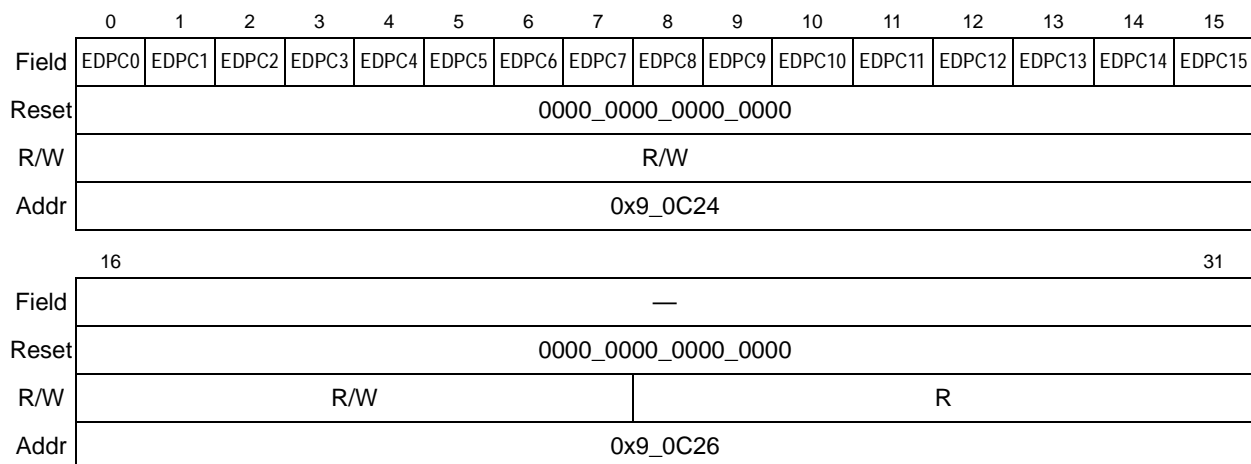 0 1 2 3 4 5 6 7 8 9 10 11 12 13 14 15
Field EDPC0 EDPC1 EDPC2 EDPC3 EDPC4 EDPC5 EDPC6 EDPC7 EDPC8 EDPC9 EDPC10 EDPC11 EDPC12 EDPC13 EDPC14 EDPC15
Reset 0000_0000_0000_0000
R/W R/W
Addr 0x9_0C24
16 31
Field —
Reset 0000_0000_0000_0000
R/W R/W R
Addr 0x9_0C26